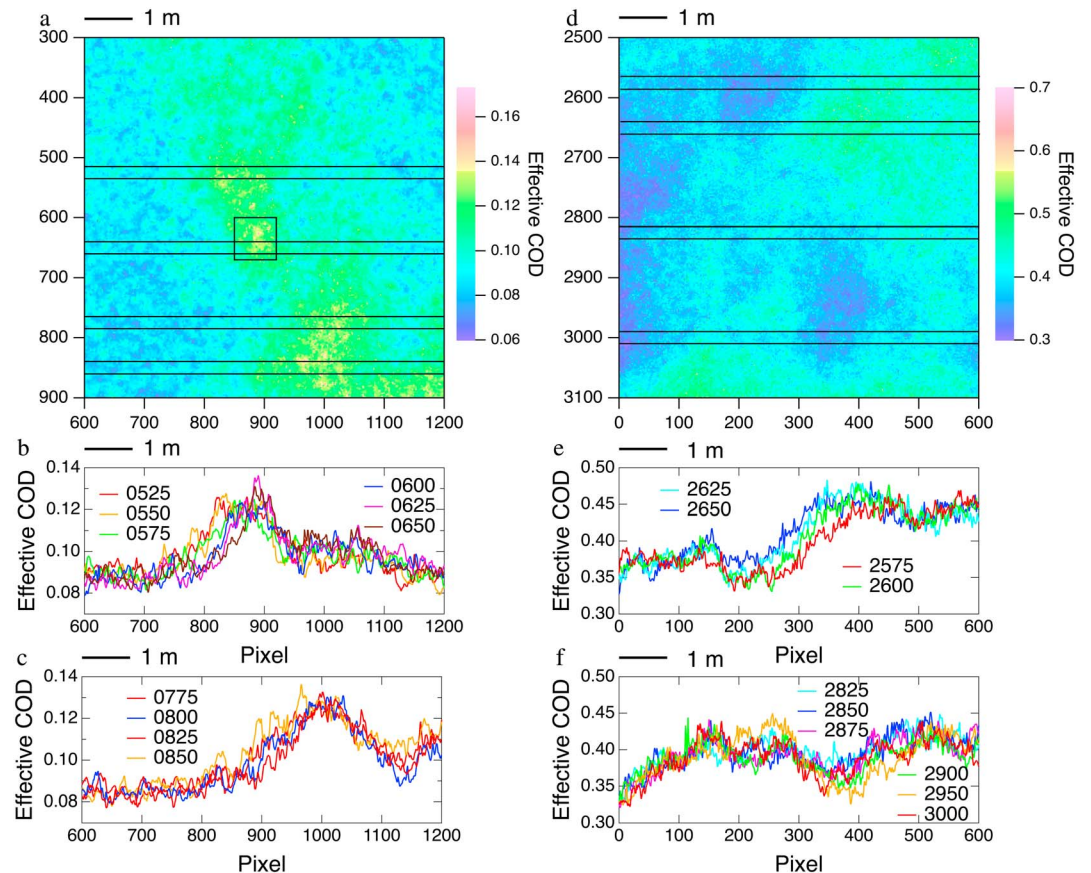 a
1 m
300
400
500
600
700
800
900
600 700 800 900 1000 1100 1200
0.16
0.14
0.12
0.10
0.08
0.06
Effective COD
b
1 m
0.14
0.12
0.10
0.08
Effective COD
0525
0550
0575
0600
0625
0650
600 700 800 900 1000 1100 1200
Pixel
c
1 m
0.14
0.12
0.10
0.08
Effective COD
0775
0800
0825
0850
600 700 800 900 1000 1100 1200
Pixel
d
1 m
2500
2600
2700
2800
2900
3000
3100
0 100 200 300 400 500 600
0.7
0.6
0.5
0.4
0.3
Effective COD
e
1 m
0.50
0.45
0.40
0.35
0.30
Effective COD
2625
2650
2575
2600
0 100 200 300 400 500 600
Pixel
f
1 m
0.50
0.45
0.40
0.35
0.30
Effective COD
2825
2850
2875
2900
2950
3000
0 100 200 300 400 500 600
Pixel